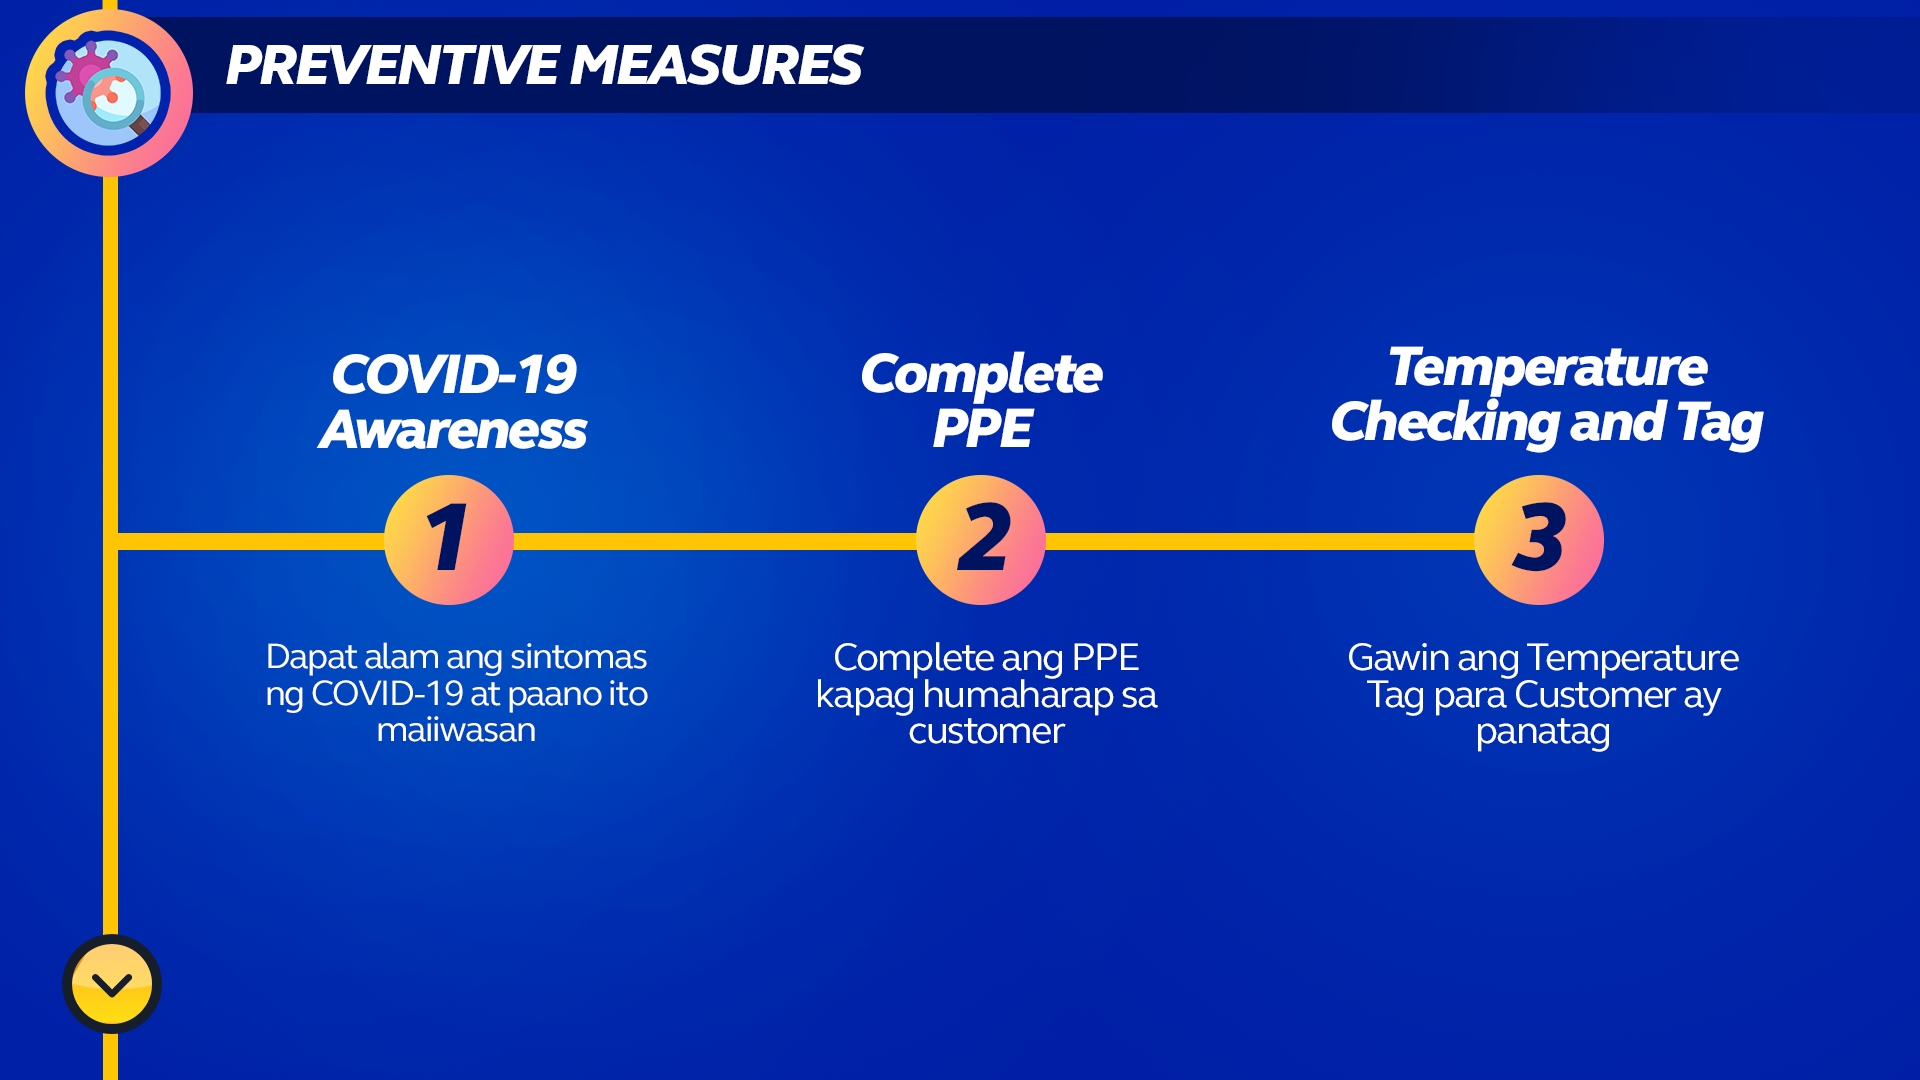 PREVENTIVE MEASURES
COVID-19
Awareness
1
Dapat alam ang sintomas
ng COVID-19 at paano ito
maiiwasan
Complete
PPE
2
Complete ang PPE
kapag humaharap sa
customer
Temperature
Checking and Tag
3
Gawin ang Temperature
Tag para Customer ay
panatag